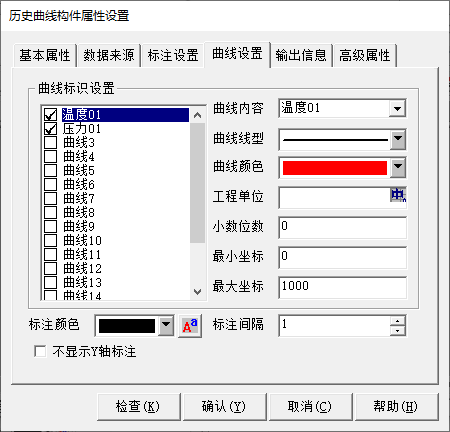 历史曲线构件属性设置
基本属性 数据来源 标注设置 曲线设置 输出信息 高级属性
曲线标识设置
温度01
压力01
曲线3
曲线4
曲线5
曲线6
曲线7
曲线8
曲线9
曲线10
曲线11
曲线12
曲线13
曲线14
曲线内容 温度01
曲线线型
曲线颜色
工程单位 中
小数位数 0
最小坐标 0
最大坐标 1000
标注颜色 Aa 标注间隔 1
不显示Y轴标注
检查(K) 确认(Y) 取消(C) 帮助(H)